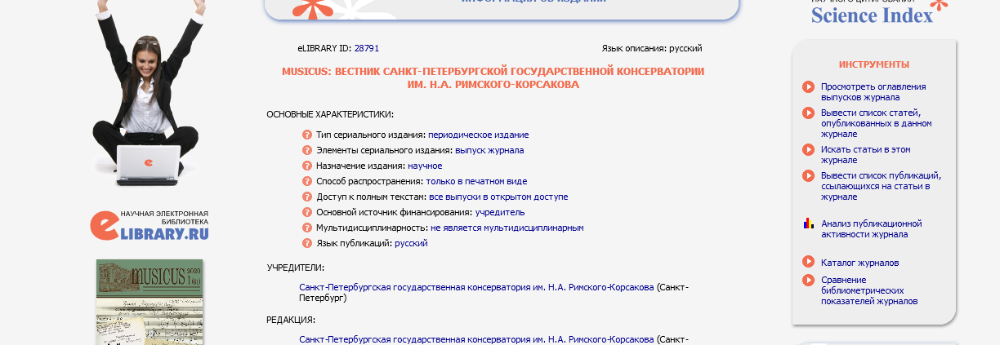 ИНФОРМАЦИЯ ОБ ИЗДАНИИ
НАУЧНОГО ЦИТИРОВАНИЯ
Science Index
eLIBRARY ID: 28791
Язык описания: русский
MUSICUS: ВЕСТНИК САНКТ-ПЕТЕРБУРГСКОЙ ГОСУДАРСТВЕННОЙ КОНСЕРВАТОРИИ
ИМ. Н.А. РИМСКОГО-КОРСАКОВА
ОСНОВНЫЕ ХАРАКТЕРИСТИКИ:
Тип сериального издания: периодическое издание
Элементы сериального издания: выпуск журнала
Назначение издания: научное
Способ распространения: только в печатном виде
Доступ к полным текстам: все выпуски в открытом доступе
Основной источник финансирования: учредитель
Мультидисциплинарность: не является мультидисциплинарным
Язык публикаций: русский
УЧРЕДИТЕЛИ:
Санкт-Петербургская государственная консерватория им. Н.А. Римского-Корсакова (Санкт-
Петербург)
РЕДАКЦИЯ:
Санкт-Петербургская государственная консерватория им. Н.А. Римского-Корсакова (Санкт-
ИНСТРУМЕНТЫ
Просмотреть оглавления
выпусков журнала
Вывести список статей,
опубликованных в данном
журнале
Искать статьи в этом
журнале
Вывести список публикаций,
ссылающихся на статьи в
журнале
Анализ публикационной
активности журнала
Каталог журналов
Сравнение
библиометрических
показателей журналов
НАУЧНАЯ ЭЛЕКТРОННАЯ
БИБЛИОТЕКА
eLIBRARY.RU
MUSICUS 2020
1 (61)